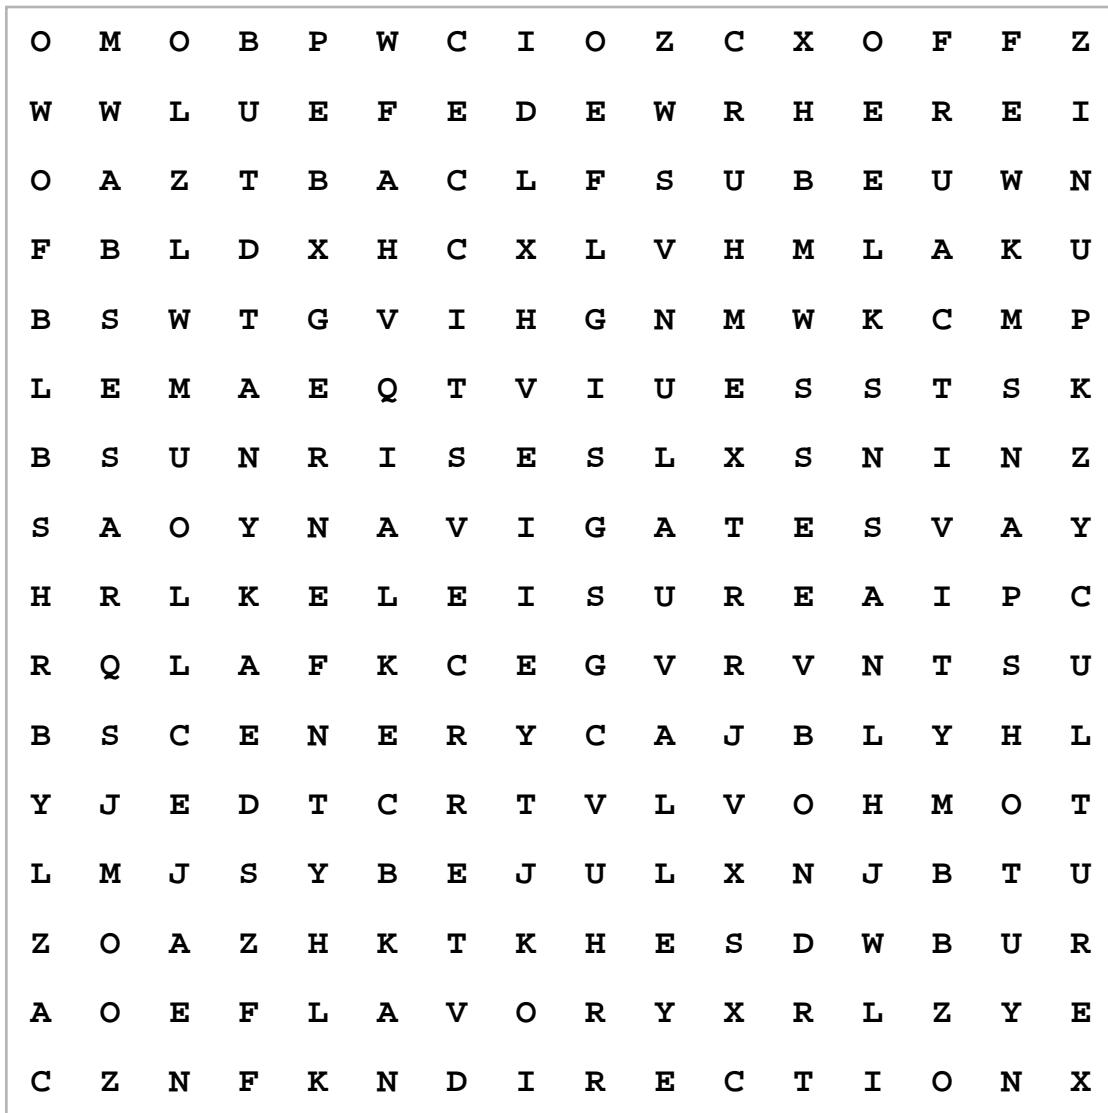 O M O B P W C I O Z C X O F F Z
W W L U E F E D E W R H E R E I
O A Z T B A C L F S U B E U W N
F B L D X H C X L V H M L A K U
B S W T G V I H G N M W K C M P
L E M A E Q T V I U E S S T S K
B S U N R I S E S L X S N I N Z
S A O Y N A V I G A T E S V A Y
H R L K E L E I S U R E A I P C
R Q L A F K C E G V R V N T S U
B S C E N E R Y C A J B L Y H L
Y J E D T C R T V L V O H M O T
L M J S Y B E J U L X N J B T U
Z O A Z H K T K H E S D W B U R
A O E F L A V O R Y X R L Z Y E
C Z N F K N D I R E C T I O N X